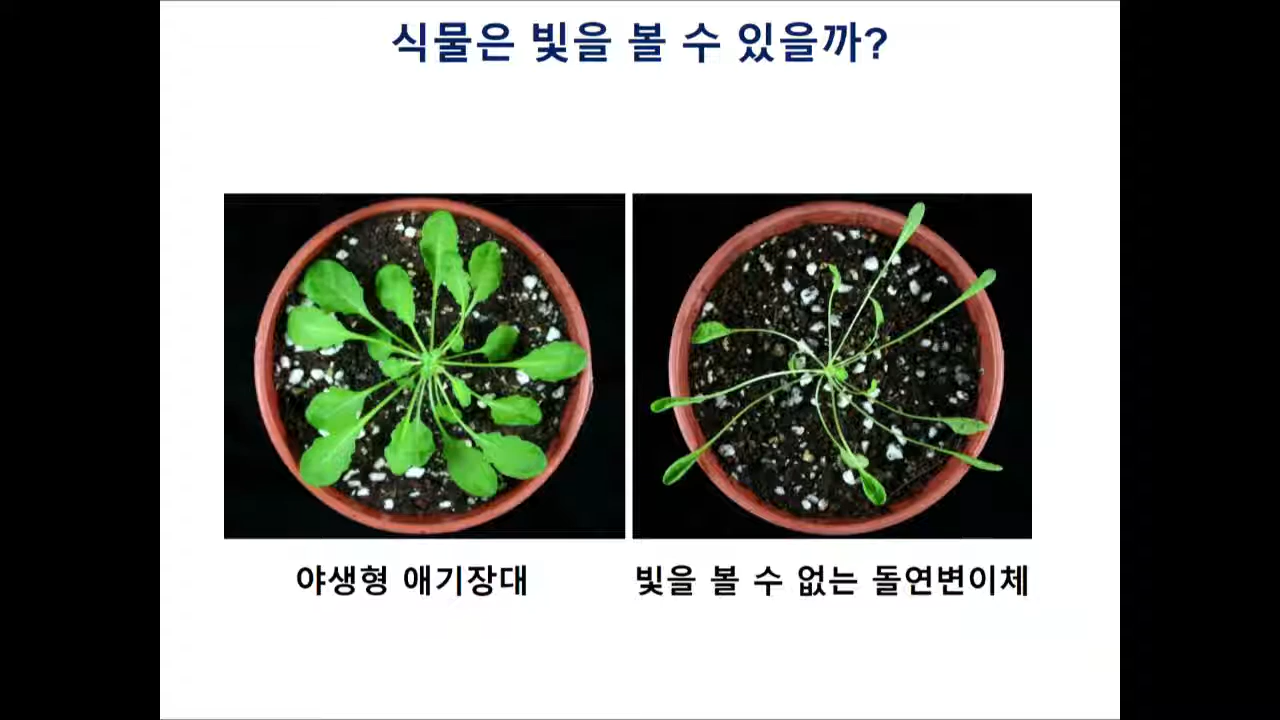 식물은 빛을 볼 수 있을까?
야생형 애기장대
빛을 볼 수 없는 돌연변이체